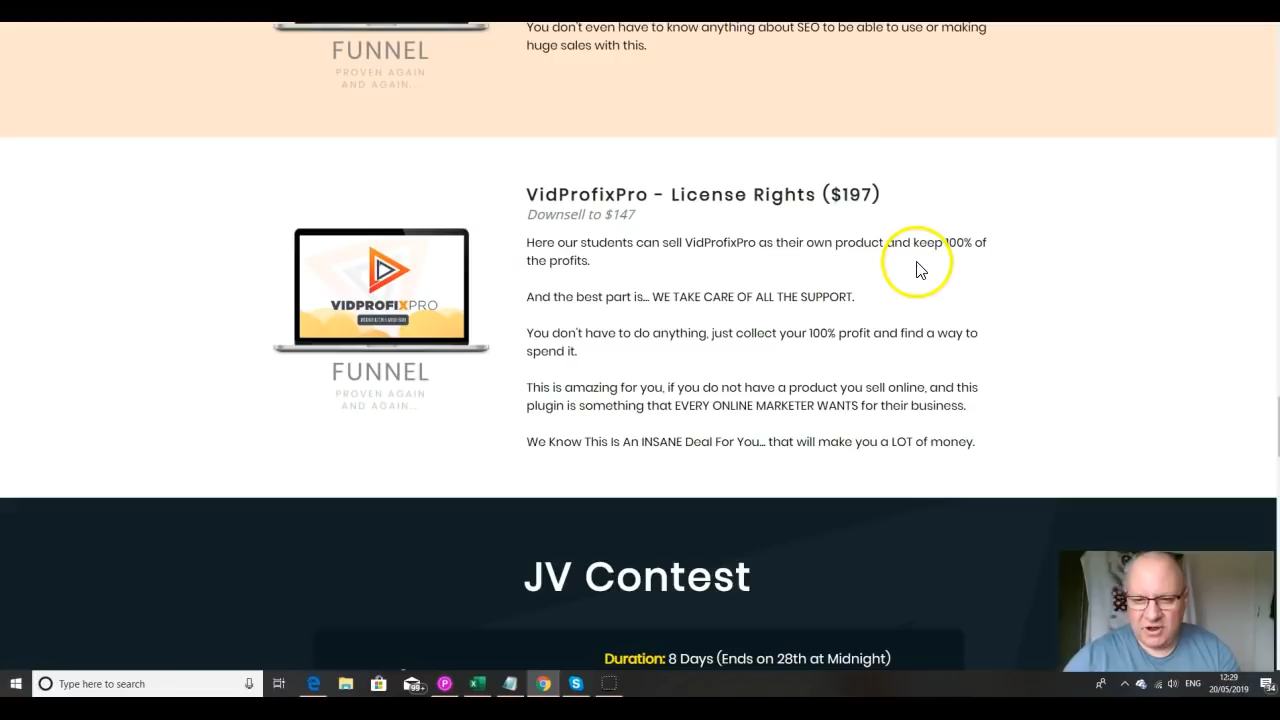 You don't even have to know anything about SEO to be able to use or making
huge sales with this.
FUNNEL
PROVEN AGAIN
AND AGAIN...
VidProfixPro - License Rights ($197)
Downsell to $147
Here our students can sell VidProfixPro as their own product and keep 100% of
the profits.
And the best part is... WE TAKE CARE OF ALL THE SUPPORT.
You don't have to do anything, just collect your 100% profit and find a way to
spend it.
This is amazing for you, if you do not have a product you sell online, and this
plugin is something that EVERY ONLINE MARKETER WANTS for their business.
We Know This Is An INSANE Deal For You... that will make you a LOT of money.
VIDPROFIXPRO
FUNNEL
PROVEN AGAIN
AND AGAIN...
JV Contest
Duration: 8 Days (Ends on 28th at Midnight)
Type here to search
99+
ENG
12:29
20/05/2019
34